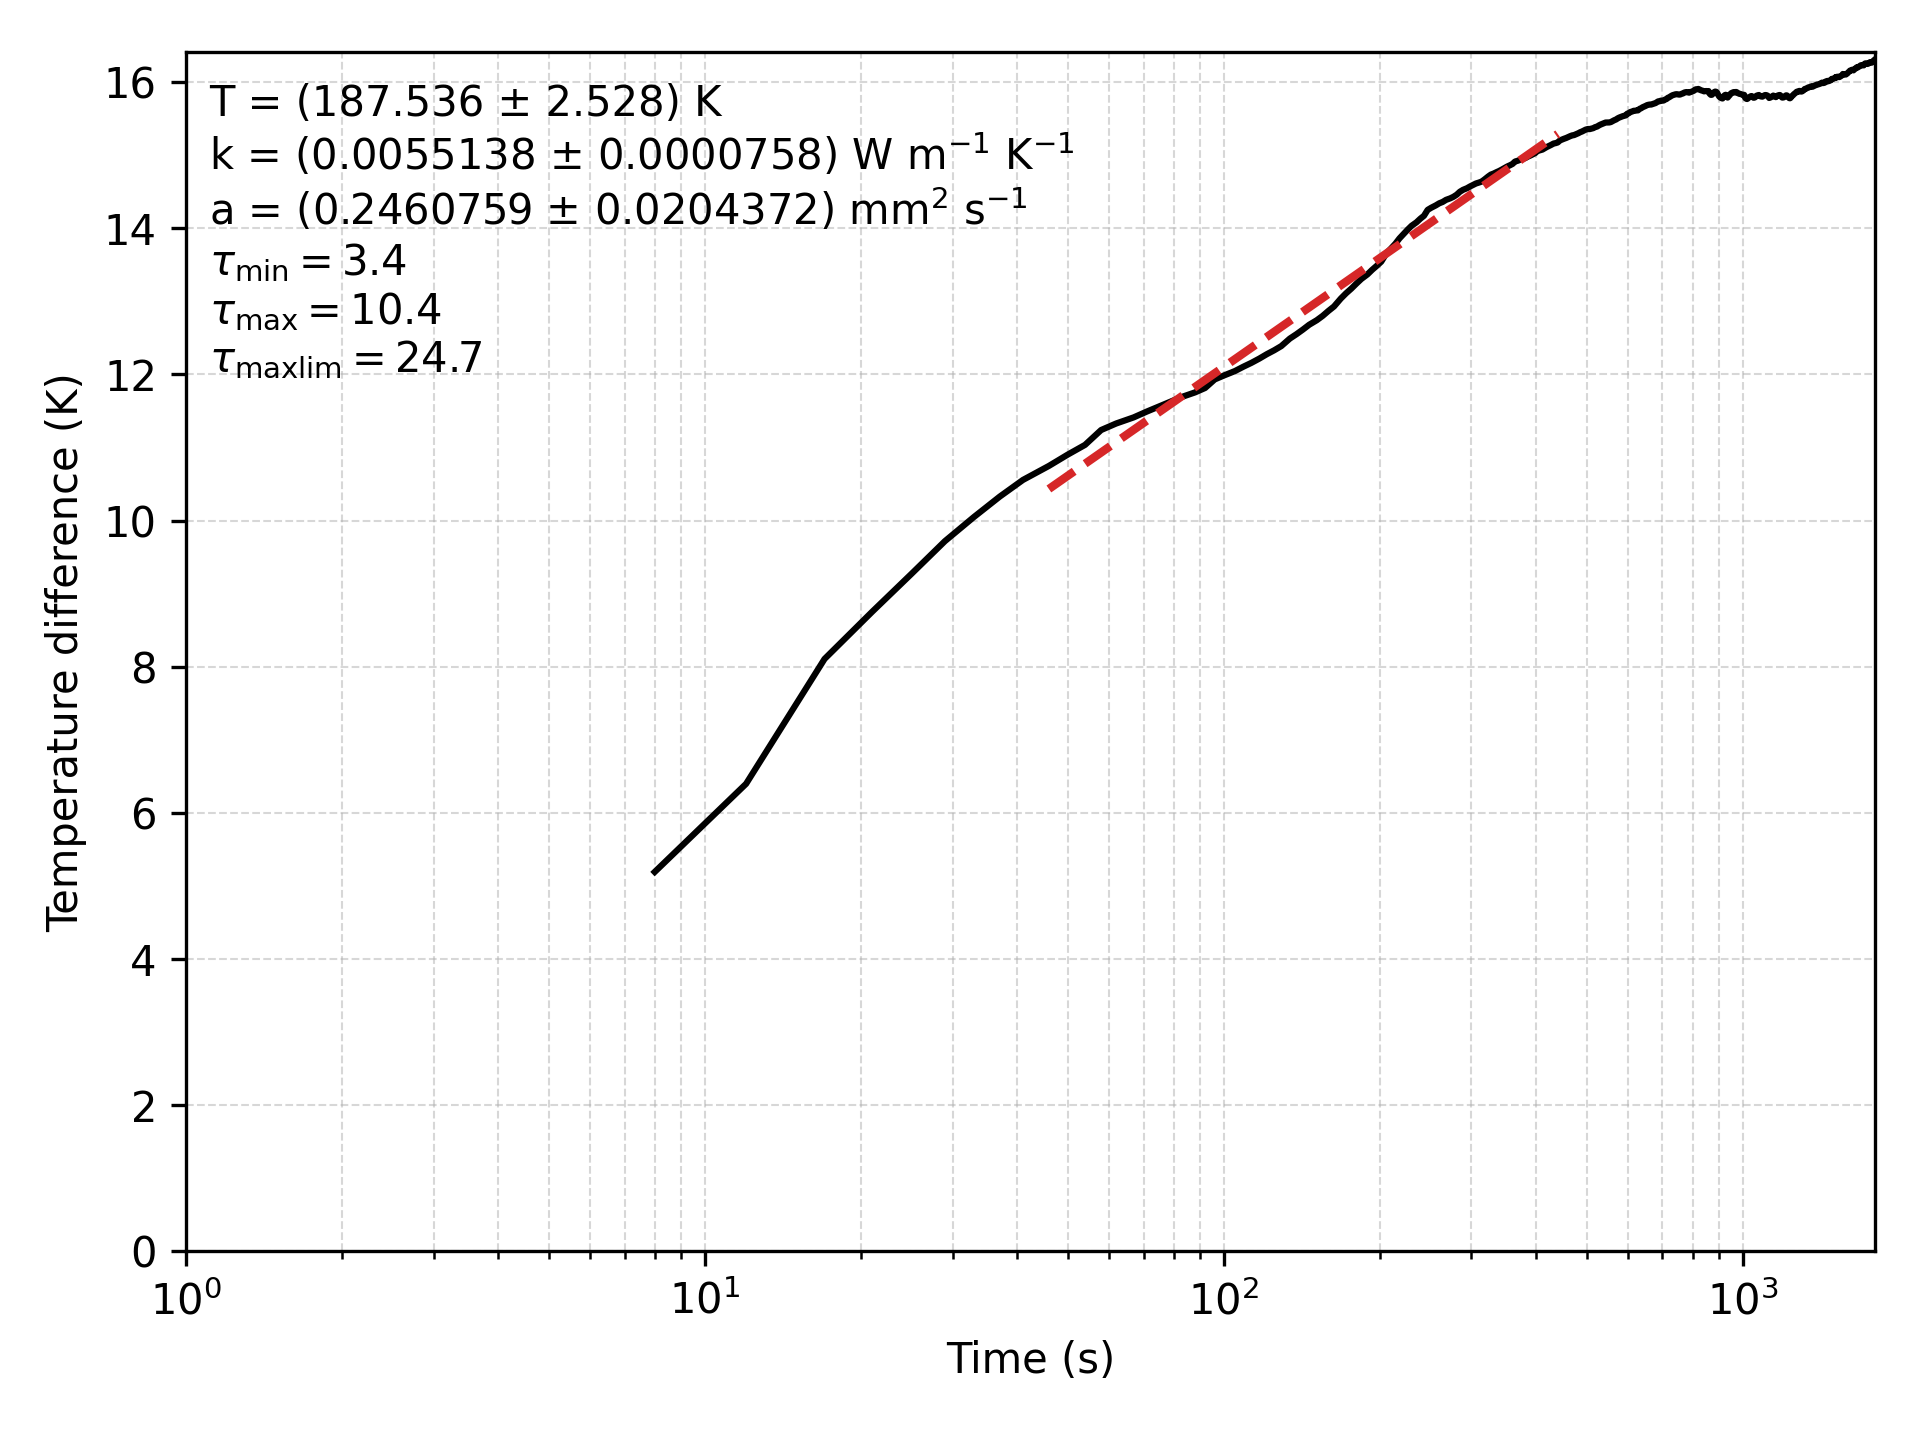 16
T = (187.536 ± 2.528) K
k = (0.0055138 ± 0.0000758) W m⁻¹ K⁻¹
a = (0.2460759 ± 0.0204372) mm² s⁻¹
14
τmin = 3.4
τmax = 10.4
τmaxlim = 24.7
12
10
8
6
4
2
0
Temperature difference (K)
10⁰ 10¹ 10² 10³
Time (s)